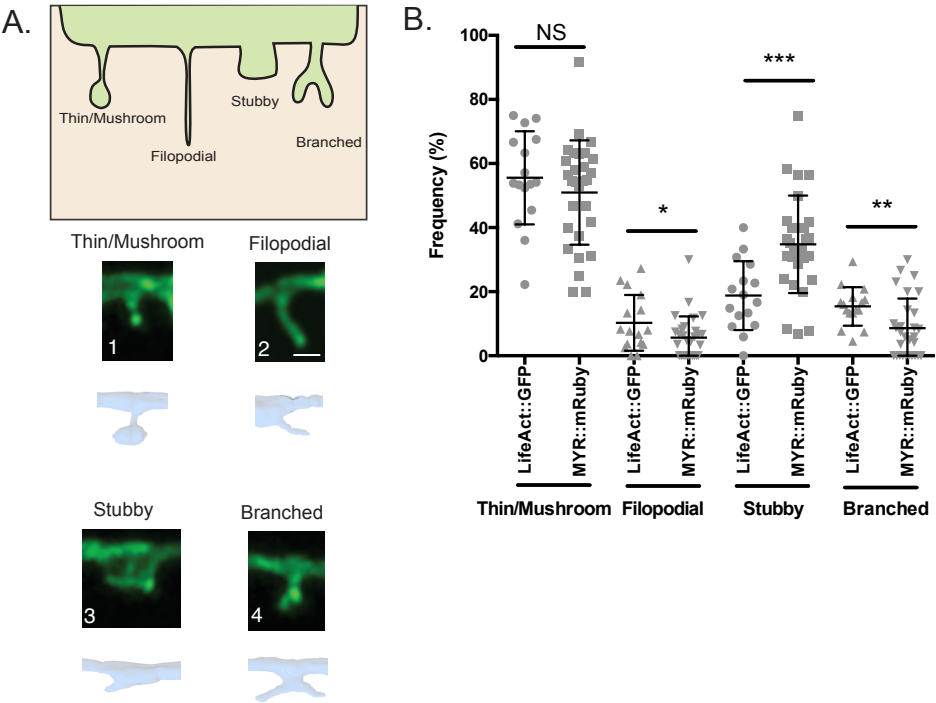 A.
Thin/Mushroom
Filopodial
Stubby
Branched
Thin/Mushroom
Filopodial
1
2
Stubby
Branched
3
4
B.
Frequency (%)
100
80
60
40
20
0
NS
*
***
**
LifeAct::GFP
MYR::mRuby
LifeAct::GFP
MYR::mRuby
LifeAct::GFP
MYR::mRuby
LifeAct::GFP
MYR::mRuby
Thin/Mushroom Filopodial Stubby Branched